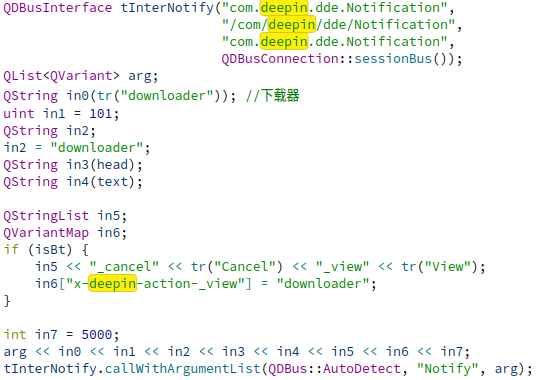 QDBusInterface tInterNotify("com.deepin.dde.Notification",
"/com/deepin/dde/Notification",
"com.deepin.dde.Notification",
QDBusConnection::sessionBus());
QList<QVariant> arg;
QString in0(tr("downloader")); //下载器
uint in1 = 101;
QString in2;
in2 = "downloader";
QString in3(head);
QString in4(text);
QStringList in5;
QVariantMap in6;
if (isBt) {
in5 << "_cancel" << tr("Cancel") << "_view" << tr("View");
in6["x-deepin-action-_view"] = "downloader";
}
int in7 = 5000;
arg << in0 << in1 << in2 << in3 << in4 << in5 << in6 << in7;
tInterNotify.callWithArgumentList(QDBus::AutoDetect, "Notify", arg);